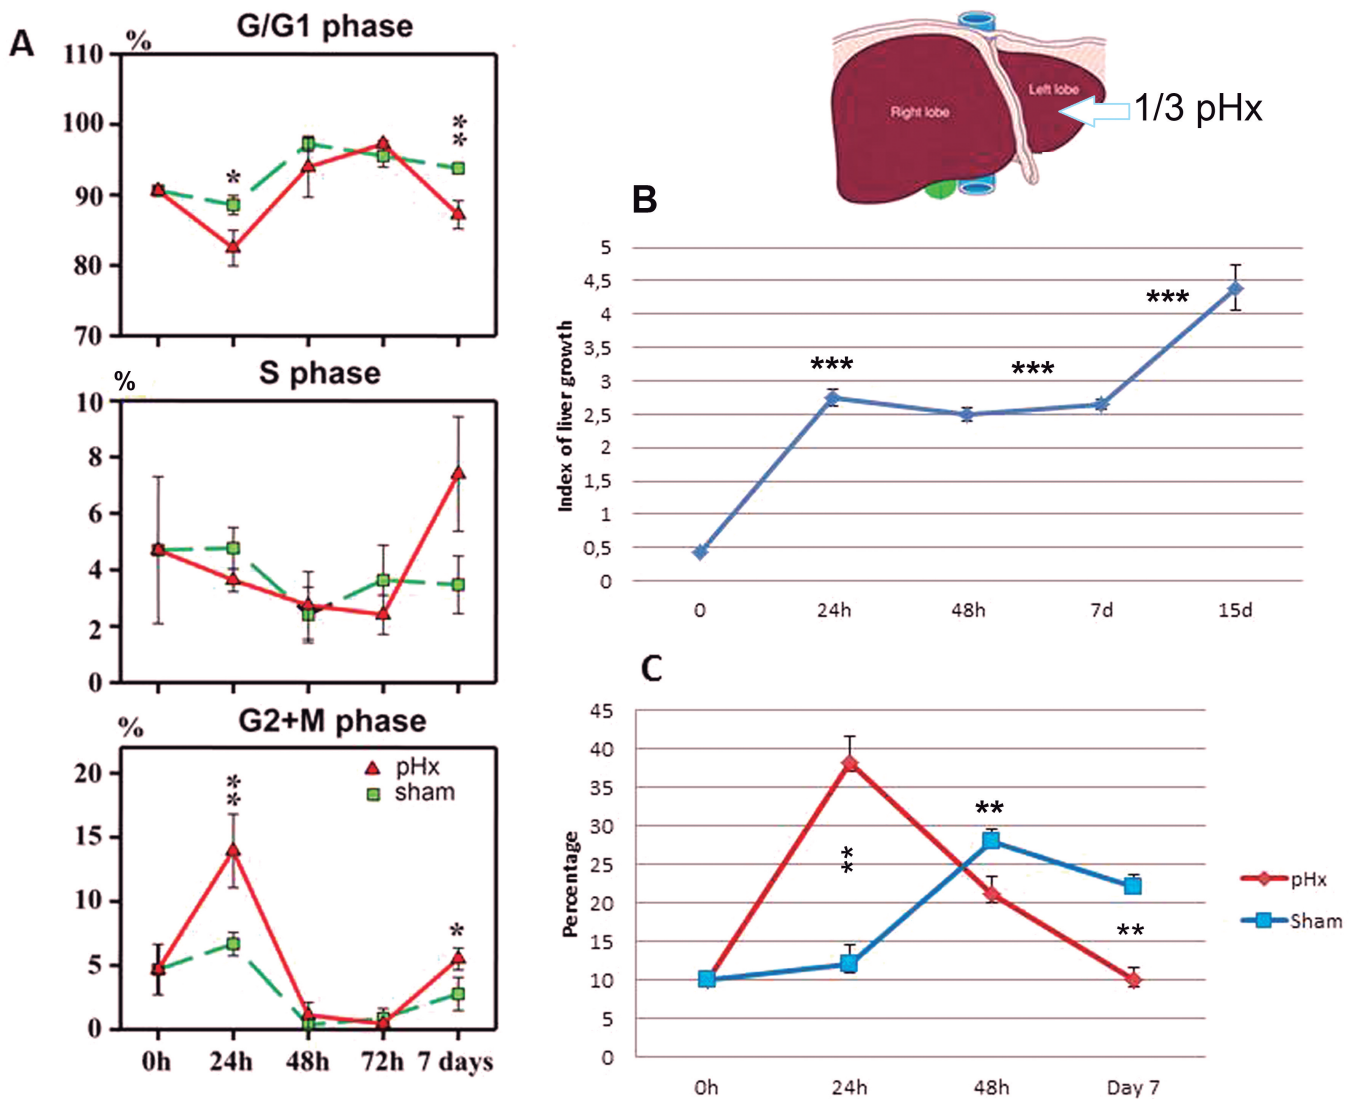 A
G/G1 phase
%
110
100
90
80
70
*
*
*
S phase
%
10
8
6
4
2
0
G2+M phase
%
20
15
10
5
0
*
*
pHx
sham
*
0h 24h 48h 72h 7 days
Right lobe
Left lobe
1/3 pHx
B
Index of liver growth
5
4,5
4
3,5
3
2,5
2
1,5
1
0,5
0
***
***
***
0 24h 48h 7d 15d
C
Percentage
45
40
35
30
25
20
15
10
5
0
*
*
**
**
pHx
Sham
0h 24h 48h Day 7